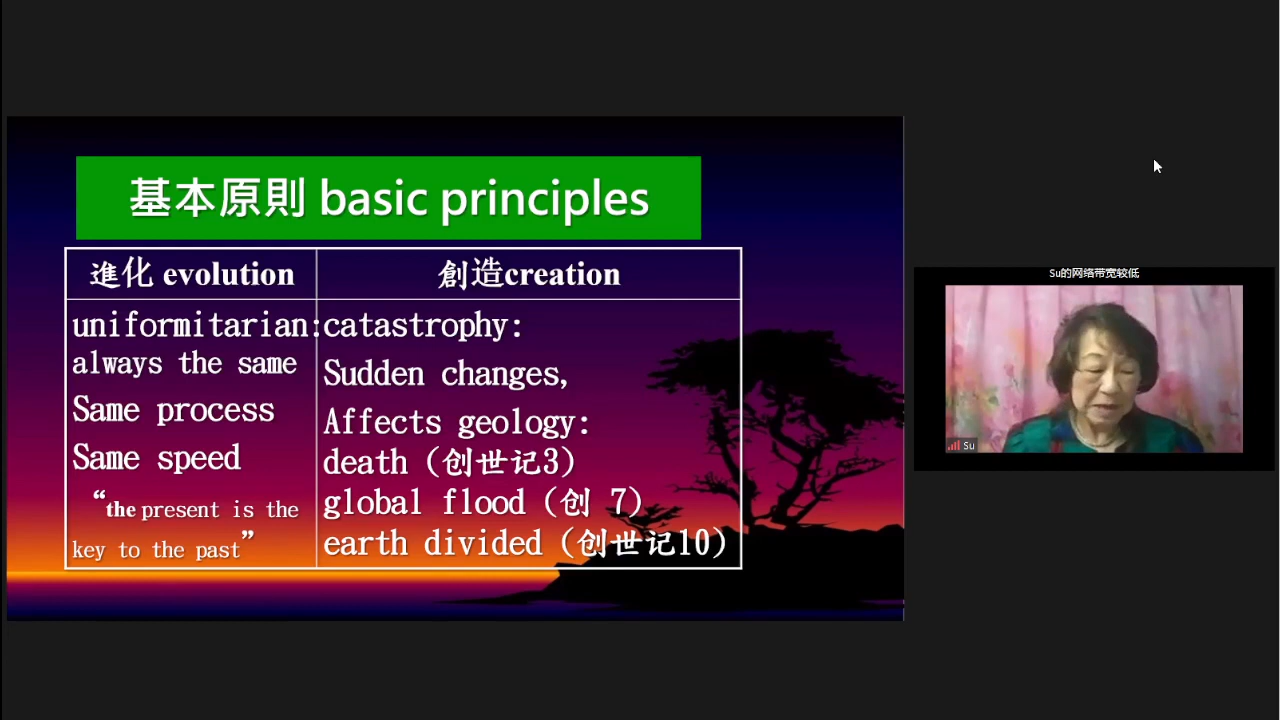 基本原則 basic principles
進化 evolution
創造creation
uniformitarian:
always the same
Same process
Same speed
“the present is the
key to the past”
catastrophy:
Sudden changes,
Affects geology:
death (创世记3)
global flood (创 7)
earth divided (创世记10)
Su的网络带宽较低
Su